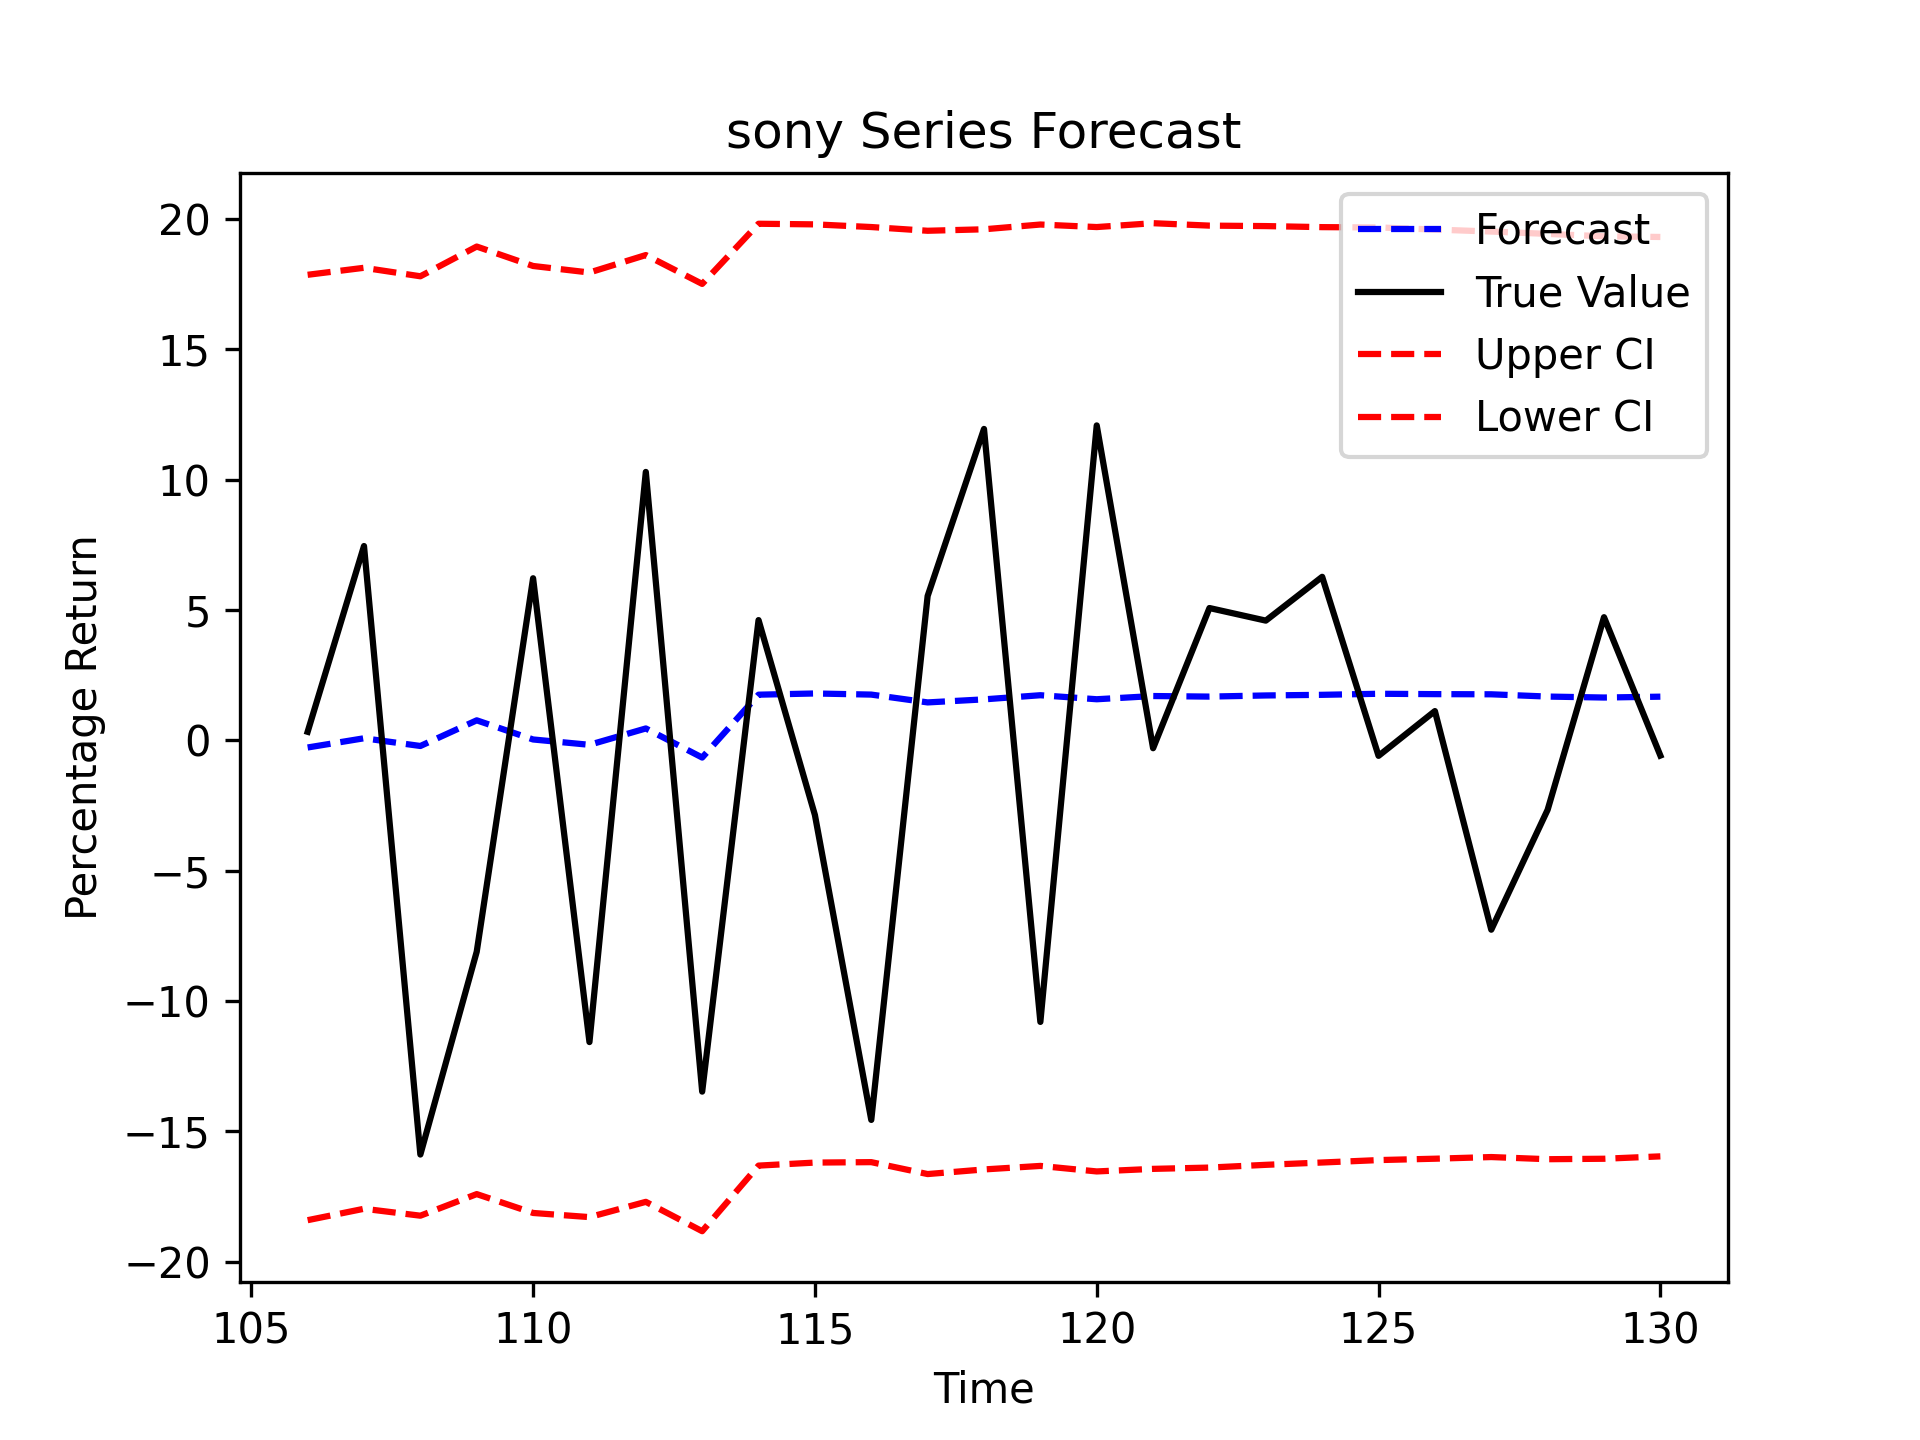 sony Series Forecast
Forecast
True Value
Upper CI
Lower CI
Percentage Return
20
15
10
5
0
−5
−10
−15
−20
105 110 115 120 125 130
Time